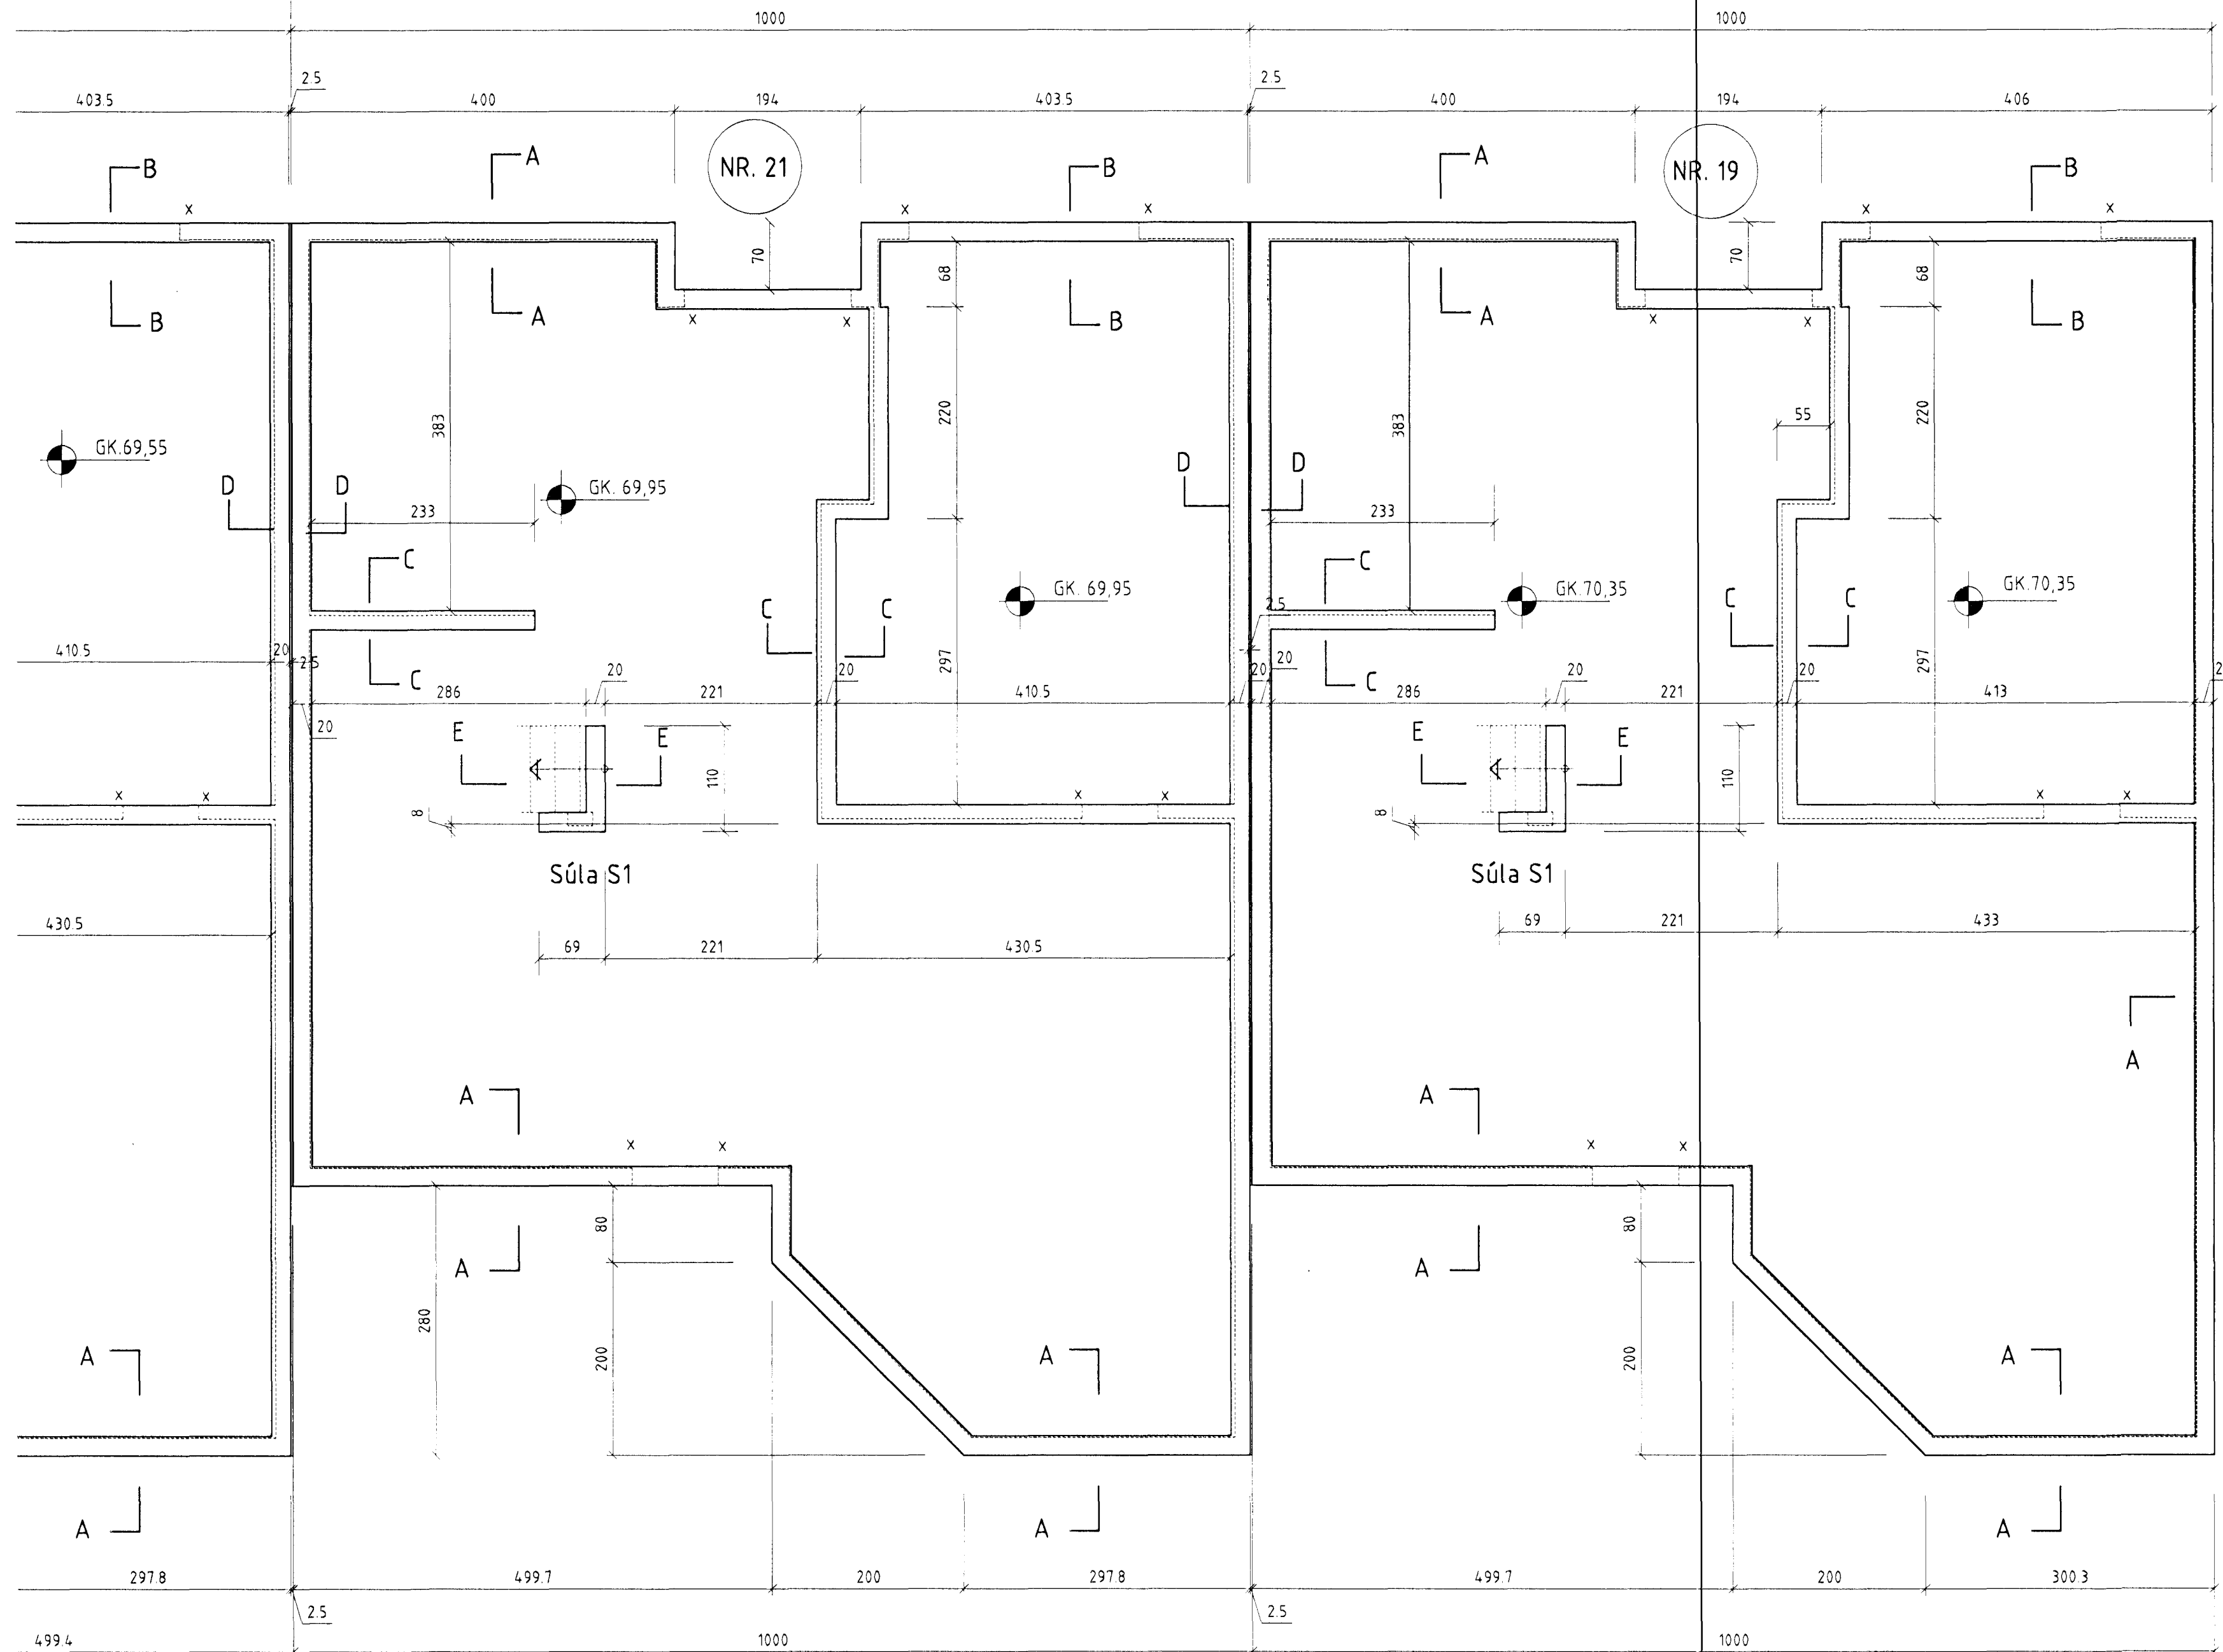 1000 1000
2.5 2.5
403.5 400 194 403.5 400 194 406
NR. 21 NR. 19
B A B A B
x x x x x
70 68 70 68
x x x x
B A B A B
383 220 383 55 220
GK.69,55 GK. 69,95
D D D D
233 233
C C
GK. 69,95 GK.70,35 GK.70,35
C C 2.5 C C
410.5 20 2.5 297 20 297
C C
286 20 221 20 410.5 20 286 20 221 20 413 2
20
E E E E
110 110
x x x x x x
8 8
Súla S1 Súla S1
430.5 69 221 433
69 221 430.5
A
A A
x x x x
80 80
A A
280
A 200 A 200 A
A A A
297.8 499.7 200 297.8 499.7 200 300.3
2.5 2.5
499.4 1000 1000